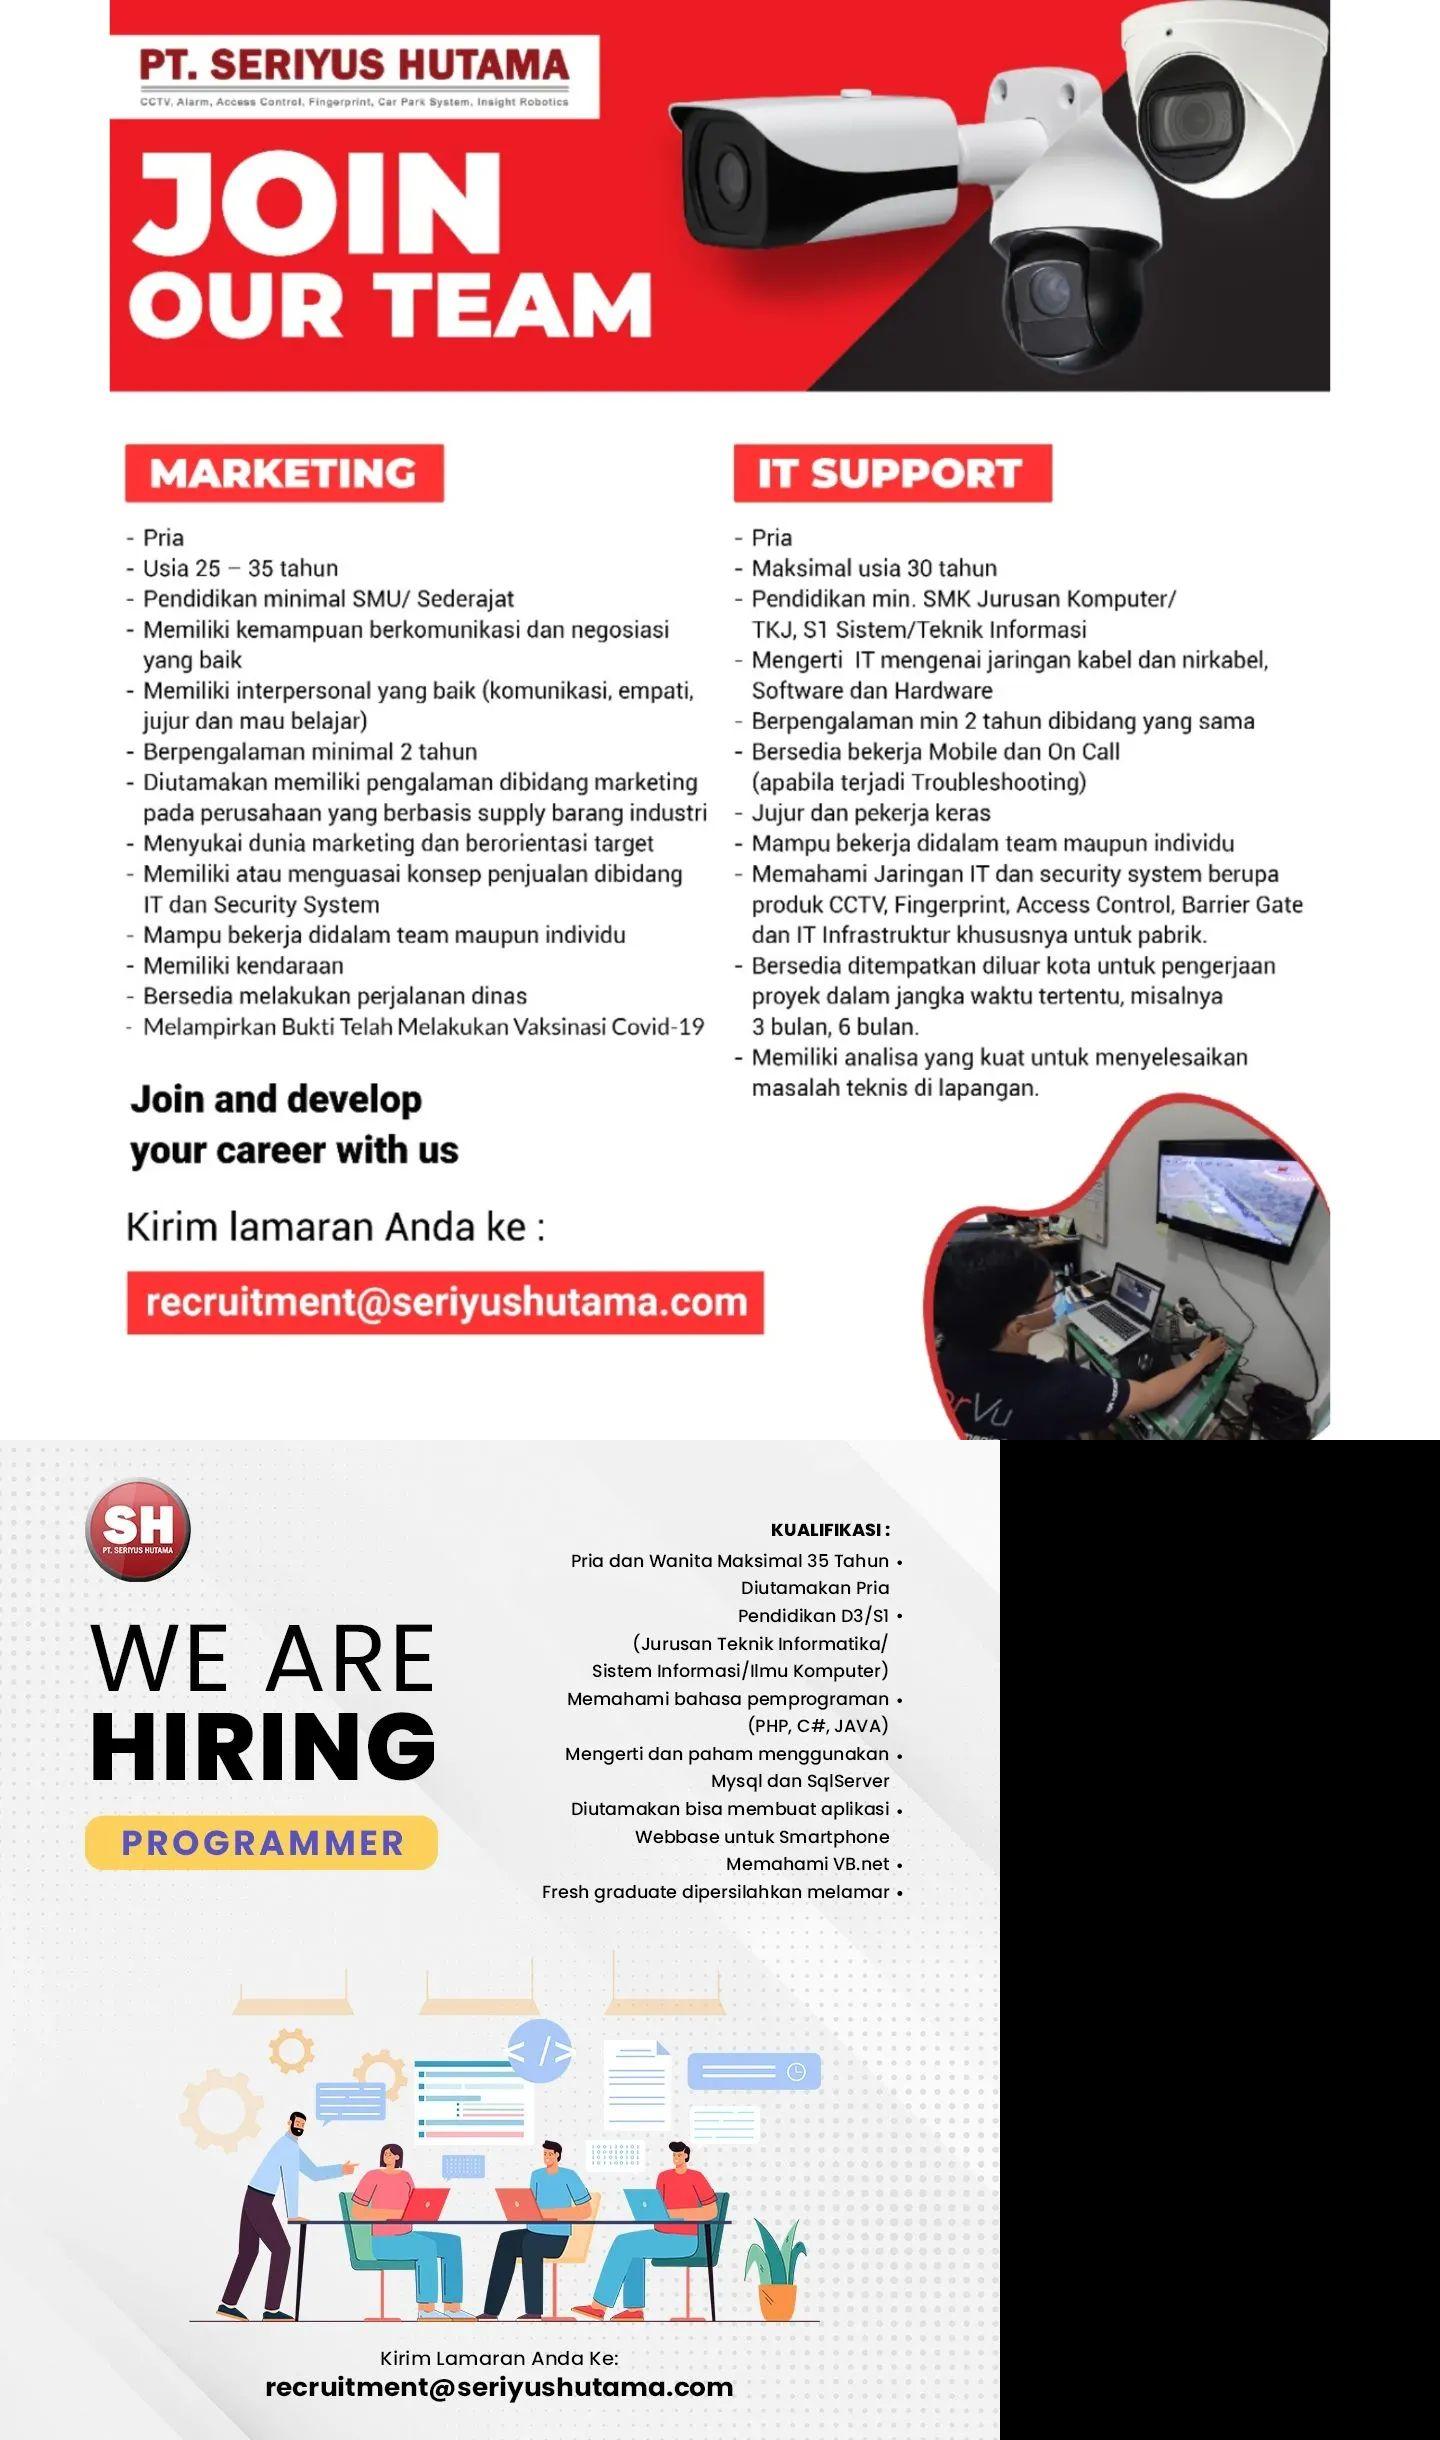 PT. SERIYUS HUTAMA
CCTV, Alarm, Access Control, Fingerprint, Car Park System, Insight Robotics
JOIN
OUR TEAM
MARKETING
- Pria
- Usia 25 – 35 tahun
- Pendidikan minimal SMU/ Sederajat
- Memiliki kemampuan berkomunikasi dan negosiasi
yang baik
- Memiliki interpersonal yang baik (komunikasi, empati,
jujur dan mau belajar)
- Berpengalaman minimal 2 tahun
- Diutamakan memiliki pengalaman dibidang marketing
pada perusahaan yang berbasis supply barang industri
- Menyukai dunia marketing dan berorientasi target
- Memiliki atau menguasai konsep penjualan dibidang
IT dan Security System
- Mampu bekerja didalam team maupun individu
- Memiliki kendaraan
- Bersedia melakukan perjalanan dinas
- Melampirkan Bukti Telah Melakukan Vaksinasi Covid-19
IT SUPPORT
- Pria
- Maksimal usia 30 tahun
- Pendidikan min. SMK Jurusan Komputer/
TKJ, S1 Sistem/Teknik Informasi
- Mengerti IT mengenai jaringan kabel dan nirkabel,
Software dan Hardware
- Berpengalaman min 2 tahun dibidang yang sama
- Bersedia bekerja Mobile dan On Call
(apabila terjadi Troubleshooting)
- Jujur dan pekerja keras
- Mampu bekerja didalam team maupun individu
- Memahami Jaringan IT dan security system berupa
produk CCTV, Fingerprint, Access Control, Barrier Gate
dan IT Infrastruktur khususnya untuk pabrik.
- Bersedia ditempatkan diluar kota untuk pengerjaan
proyek dalam jangka waktu tertentu, misalnya
3 bulan, 6 bulan.
- Memiliki analisa yang kuat untuk menyelesaikan
masalah teknis di lapangan.
Join and develop
your career with us
Kirim lamaran Anda ke :
recruitment@seriyushutama.com
SH
PT. SERIYUS HUTAMA
WE ARE
HIRING
PROGRAMMER
KUALIFIKASI :
Pria dan Wanita Maksimal 35 Tahun •
Diutamakan Pria
Pendidikan D3/S1 •
(Jurusan Teknik Informatika/
Sistem Informasi/Ilmu Komputer)
Memahami bahasa pemprograman •
(PHP, C#, JAVA)
Mengerti dan paham menggunakan •
Mysql dan SqlServer
Diutamakan bisa membuat aplikasi •
Webbase untuk Smartphone
Memahami VB.net •
Fresh graduate dipersilahkan melamar •
</>
Kirim Lamaran Anda Ke:
recruitment@seriyushutama.com